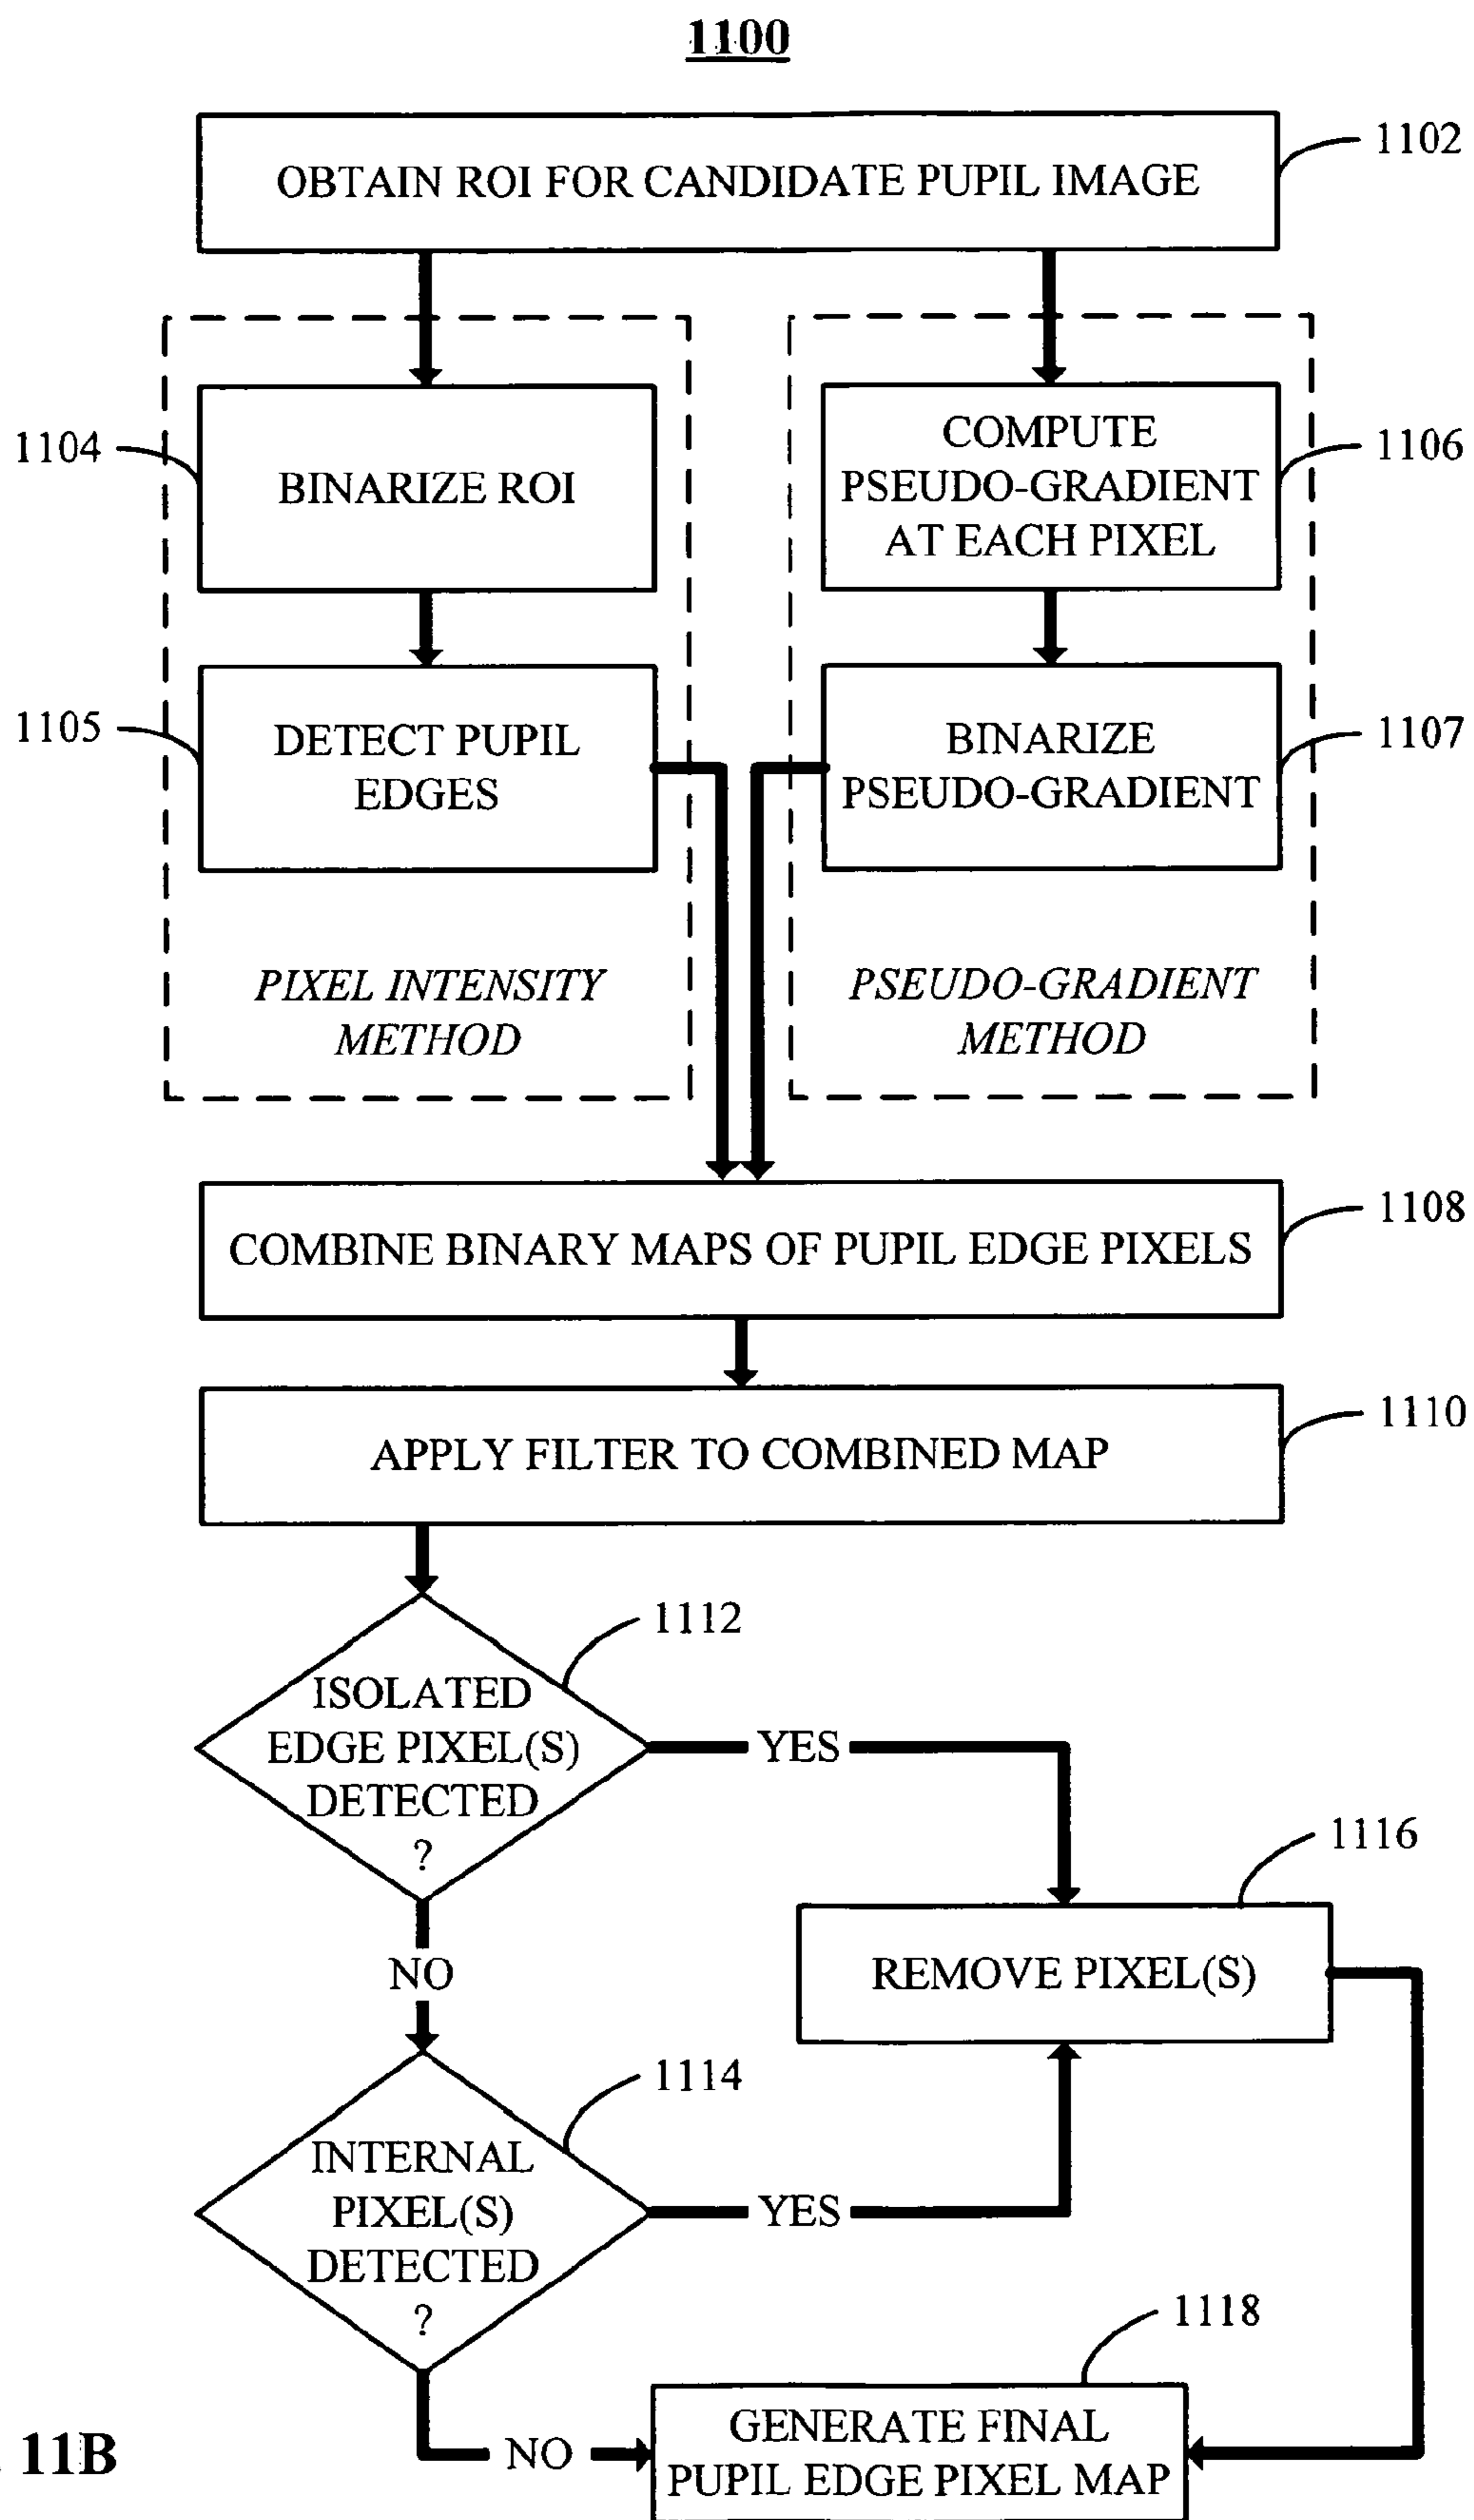 1100
OBTAIN ROI FOR CANDIDATE PUPIL IMAGE
1102
1104
BINARIZE ROI
COMPUTE
PSEUDO-GRADIENT
AT EACH PIXEL
1106
1105
DETECT PUPIL
EDGES
BINARIZE
PSEUDO-GRADIENT
1107
PIXEL INTENSITY
METHOD
PSEUDO-GRADIENT
METHOD
COMBINE BINARY MAPS OF PUPIL EDGE PIXELS
1108
APPLY FILTER TO COMBINED MAP
1110
1112
ISOLATED
EDGE PIXEL(S)
DETECTED
?
YES
1116
REMOVE PIXEL(S)
NO
1114
INTERNAL
PIXEL(S)
DETECTED
?
YES
1118
NO
GENERATE FINAL
PUPIL EDGE PIXEL MAP
11B